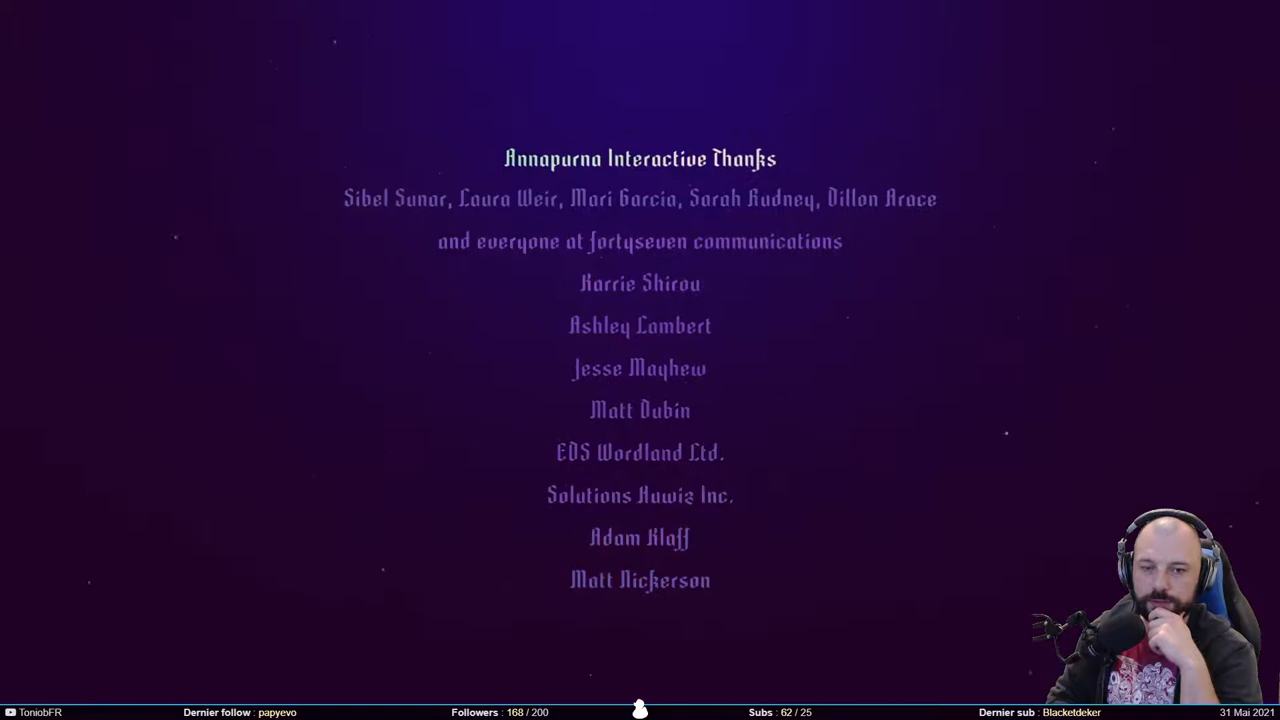 Annapurna Interactive Thanks
Sibel Sunar, Laura Weir, Mari Garcia, Sarah Rudney, Dillon Arace
and everyone at fortyseven communications
Karrie Shirou
Ashley Lambert
Jesse Mayhew
Matt Dubin
EDS Wordland Ltd.
Solutions Auwiz Inc.
Adam Klaff
Matt Nickerson
ToniobFR Dernier follow : papyevo Followers : 168 / 200 Subs : 62 / 25 Dernier sub : Blacketdeker 31 Mai 2021